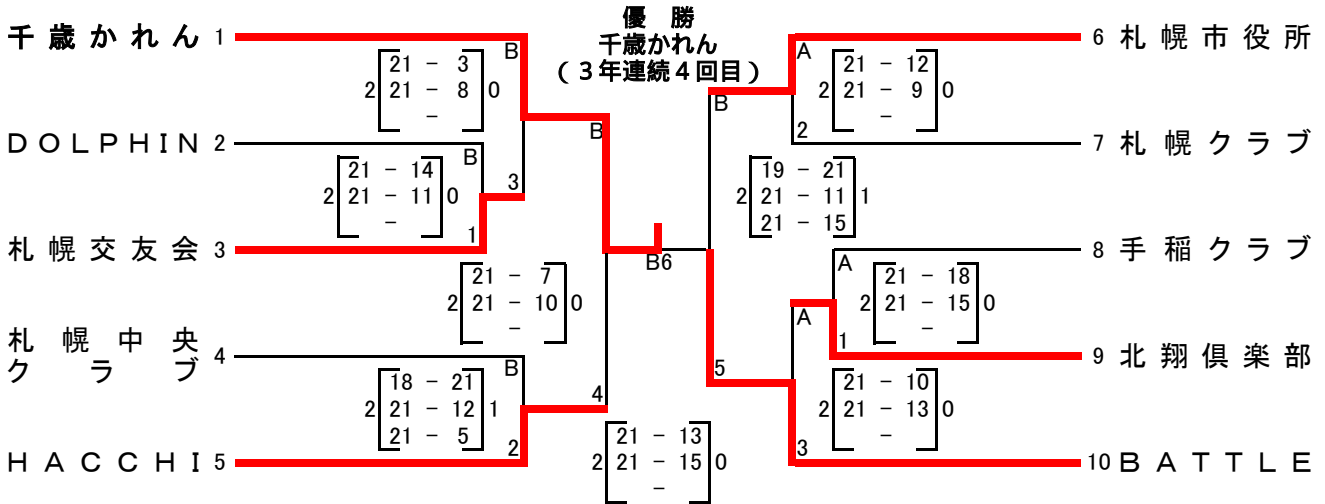 優 勝
千歳かれん
（３年連続４回目）
千歳かれん 1
B
21 - 3
2 21 - 8 0
-
DOLPHIN 2
B
3
21 - 14
2 21 - 11 0
-
1
札幌交友会 3
B
21 - 7
2 21 - 10 0
-
札幌中央
クラブ 4
B
4
18 - 21
2 21 - 12 1
21 - 5
2
HACCHI 5
B6
21 - 13
2 21 - 15 0
-
6 札幌市役所
A
21 - 12
2 21 - 9 0
-
B
2
7 札幌クラブ
19 - 21
2 21 - 11 1
21 - 15
8 手稲クラブ
A
21 - 18
2 21 - 15 0
-
A
1
9 北翔倶楽部
5
21 - 10
2 21 - 13 0
-
3
10 BATTLE